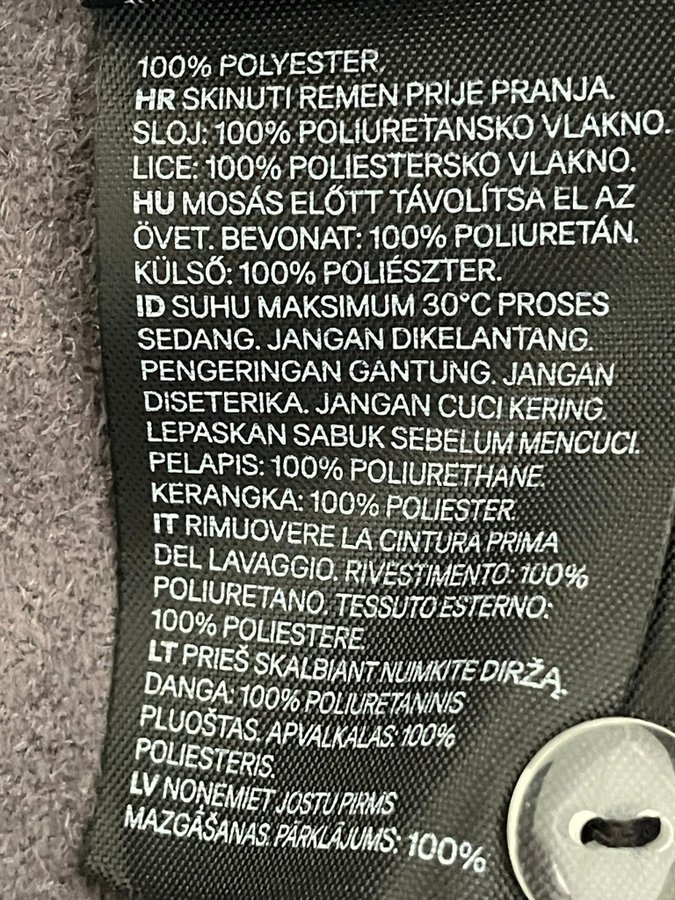 100% POLYESTER.
HR SKINUTI REMEN PRIJE PRANJA.
SLOJ: 100% POLIURETANSKO VLAKNO.
LICE: 100% POLIESTERSKO VLAKNO.
HU MOSÁS ELŐTT TÁVOLÍTSA EL AZ
ÖVET. BEVONAT: 100% POLIURETÁN.
KÜLSŐ: 100% POLIÉSZTER.
ID SUHU MAKSIMUM 30°C PROSES
SEDANG. JANGAN DIKELANTANG.
PENGERINGAN GANTUNG. JANGAN
DISETERIKA. JANGAN CUCI KERING.
LEPASKAN SABUK SEBELUM MENCUCI.
PELAPIS: 100% POLIURETHANE.
KERANGKA: 100% POLIESTER
IT RIMUOVERE LA CINTURA PRIMA
DEL LAVAGGIO. RIVESTIMENTO: 100%
POLIURETANO. TESSUTO ESTERNO:
100% POLIESTERE.
LT PRIEŠ SKALBIANT NUIMKITE DIRŽĄ.
DANGA: 100% POLIURETANINIS
PLUOŠTAS. APVALKALAS: 100%
POLIESTERIS.
LV NOŅEMIET JOSTU PIRMS
MAZGĀŠANAS. PĀRKLĀJUMS: 100%